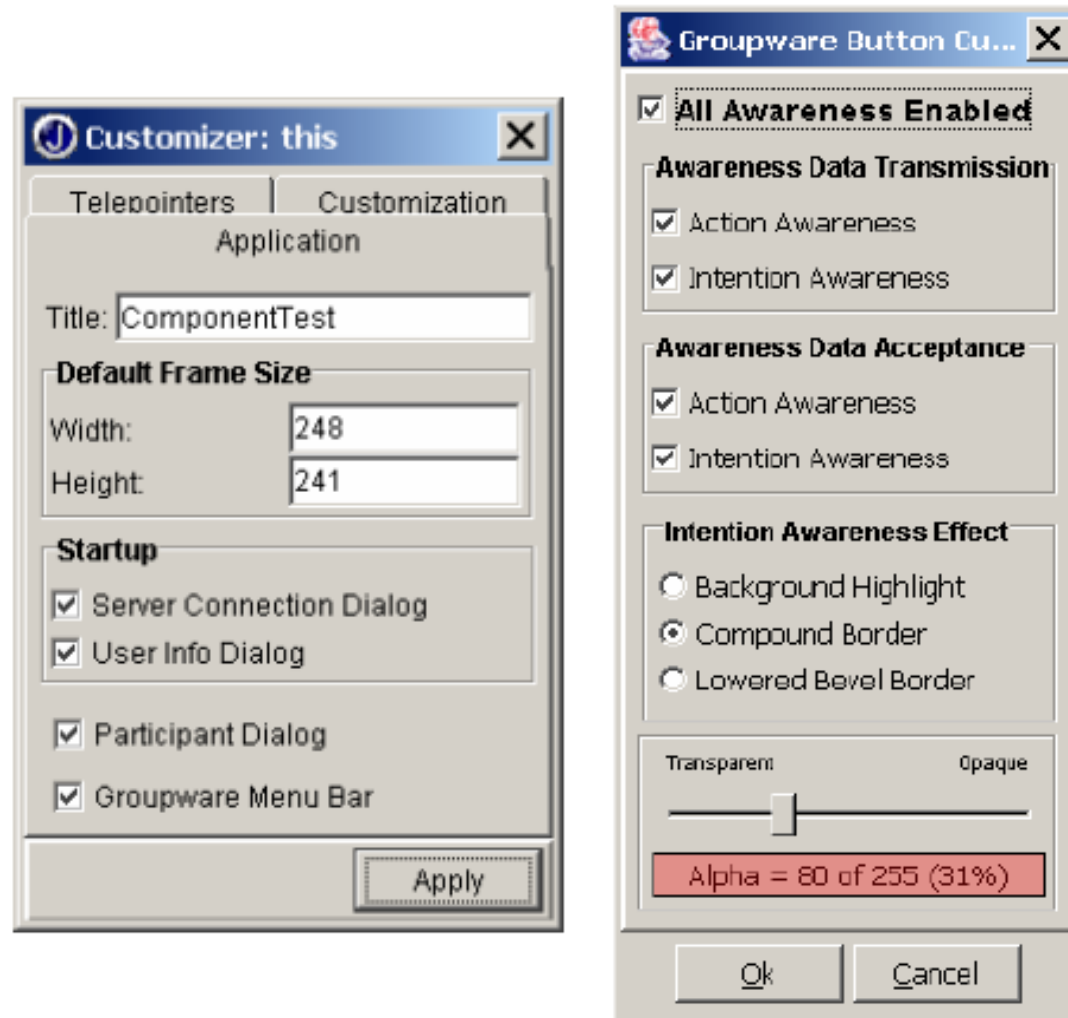 Customizer: this
Telepointers Customization
Application
Title: ComponentTest
Default Frame Size
Width: 248
Height: 241
Startup
Server Connection Dialog
User Info Dialog
Participant Dialog
Groupware Menu Bar
Apply
Groupware Button Cu...
All Awareness Enabled
Awareness Data Transmission
Action Awareness
Intention Awareness
Awareness Data Acceptance
Action Awareness
Intention Awareness
Intention Awareness Effect
Background Highlight
Compound Border
Lowered Bevel Border
Transparent Opaque
Alpha = 80 of 255 (31%)
Ok Cancel